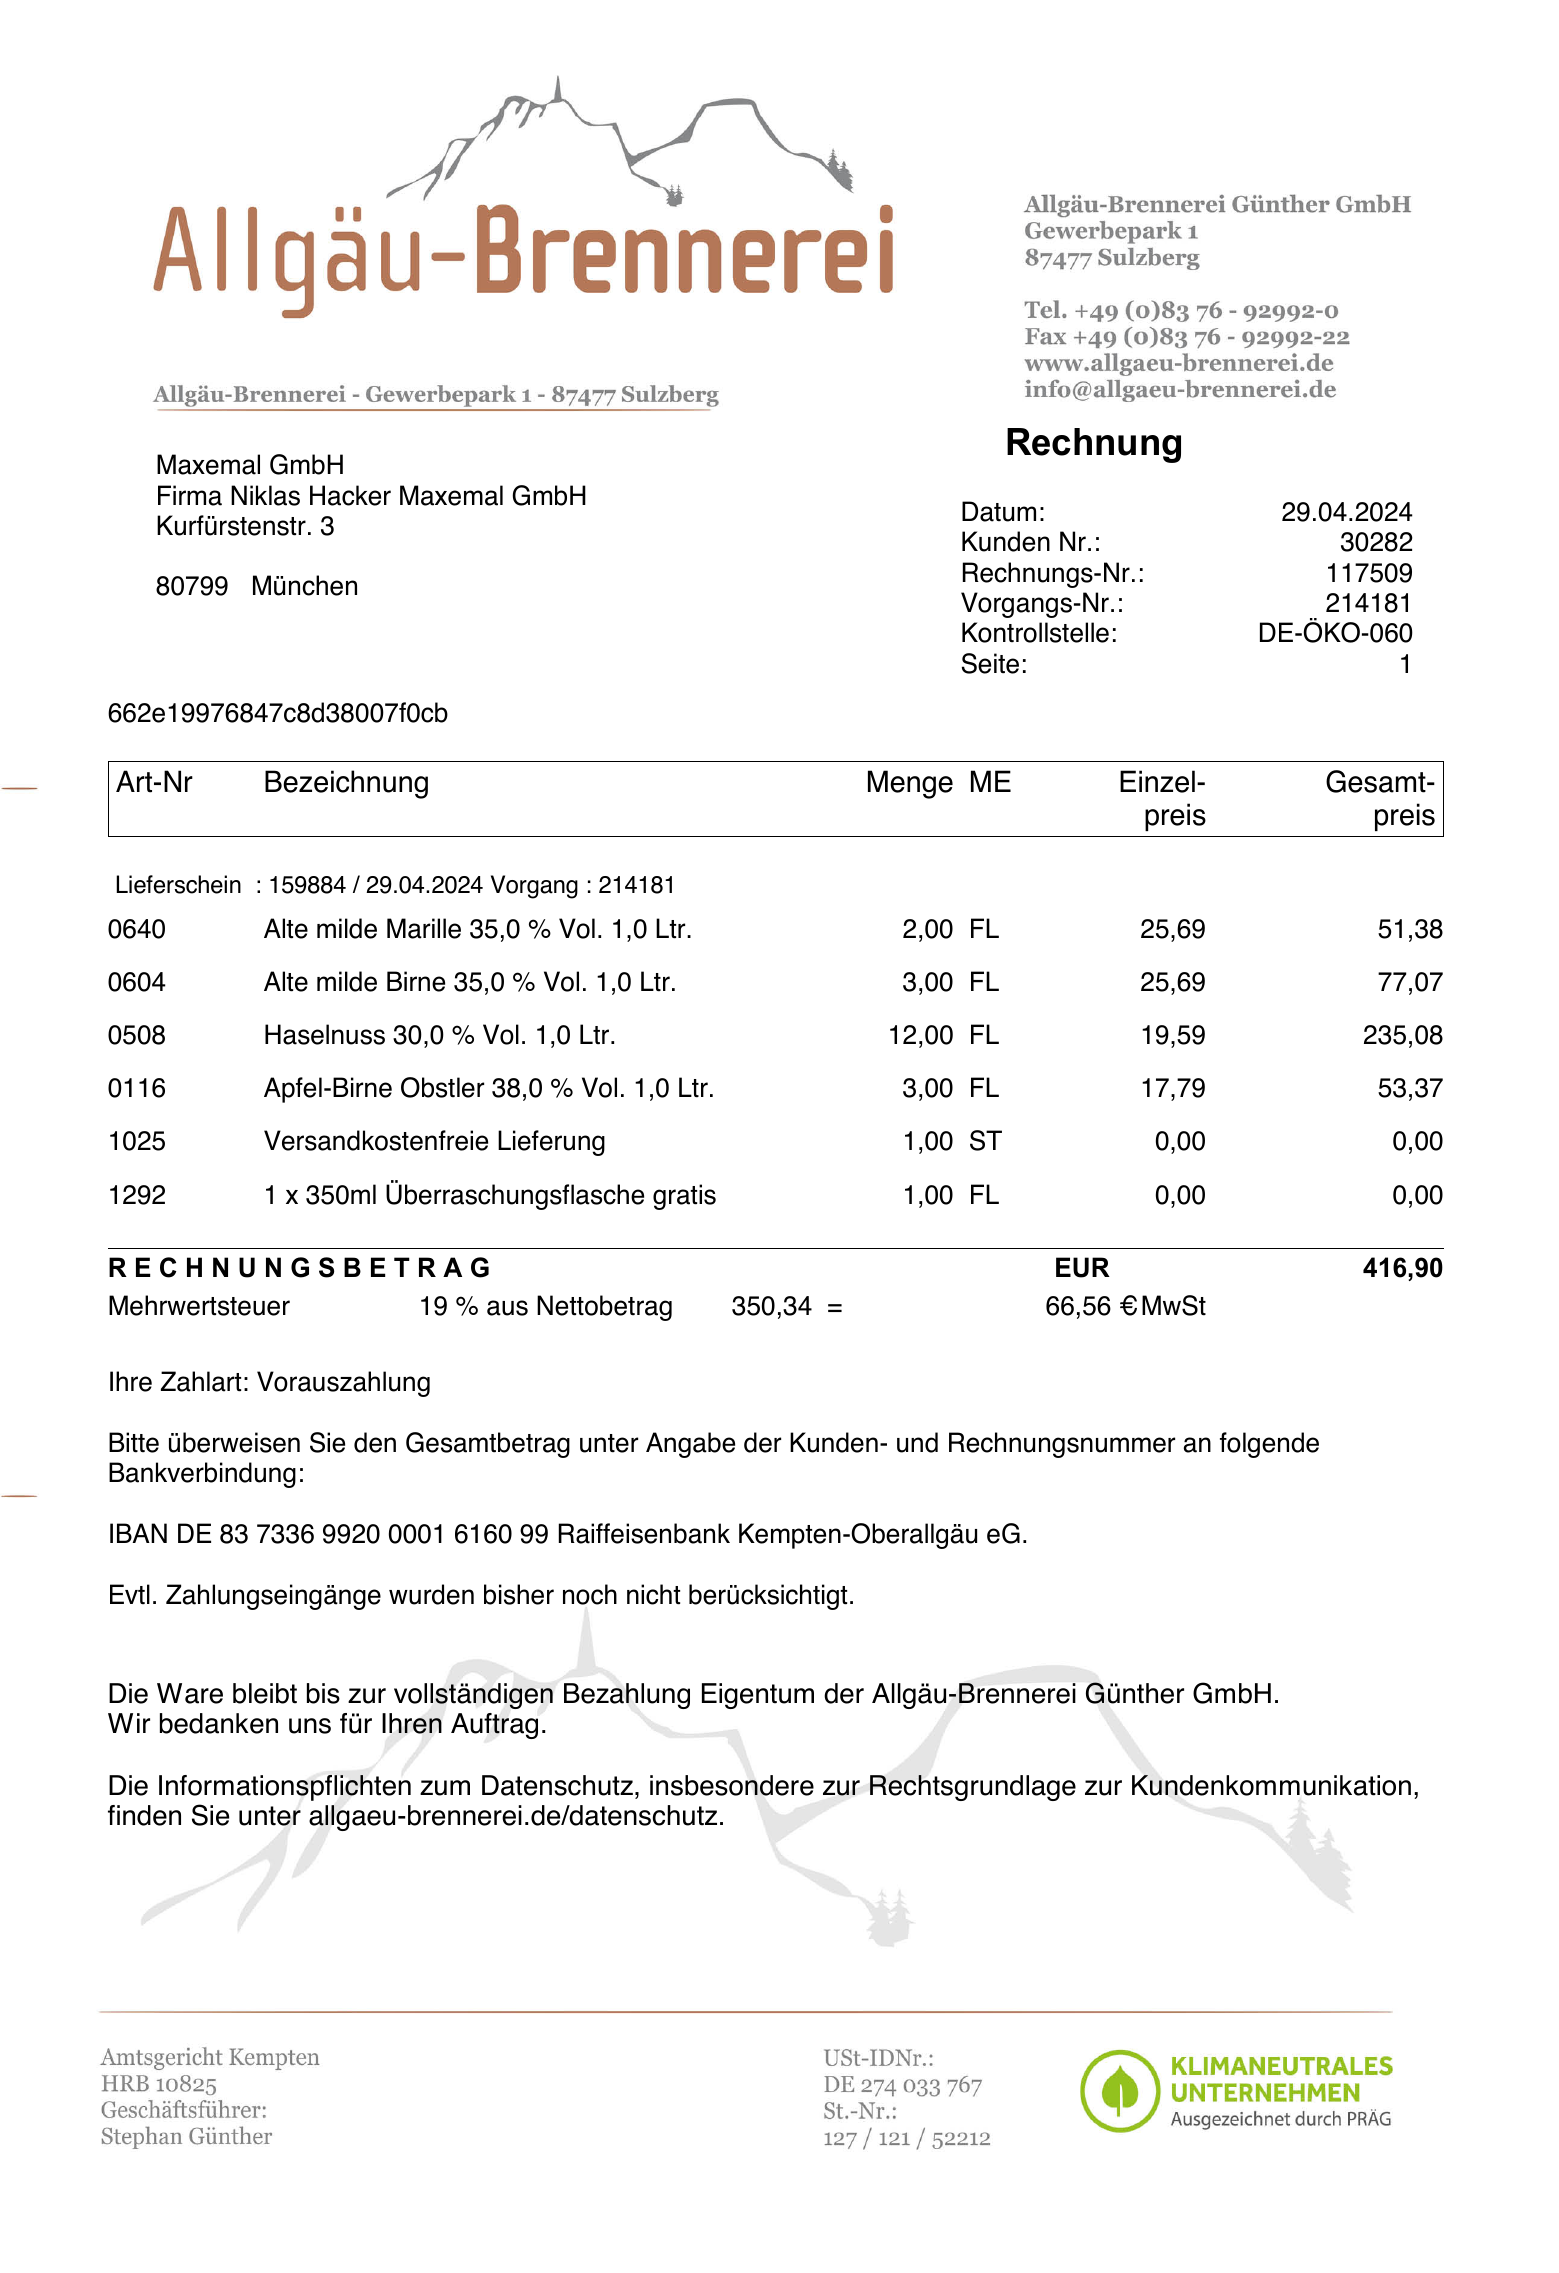 Allgäu-Brennerei
Allgäu-Brennerei Günther GmbH
Gewerbepark 1
87477 Sulzberg
Tel. +49 (0)83 76 - 92992-0
Fax +49 (0)83 76 - 92992-22
www.allgaeu-brennerei.de
info@allgaeu-brennerei.de
Allgäu-Brennerei - Gewerbepark 1 - 87477 Sulzberg
Rechnung
Maxemal GmbH
Firma Niklas Hacker Maxemal GmbH
Kurfürstenstr. 3
80799 München
Datum: 29.04.2024
Kunden Nr.: 30282
Rechnungs-Nr.: 117509
Vorgangs-Nr.: 214181
Kontrollstelle: DE-ÖKO-060
Seite: 1
662e19976847c8d38007f0cb
Art-Nr Bezeichnung Menge ME Einzel- Gesamt-
preis preis
Lieferschein : 159884 / 29.04.2024 Vorgang : 214181
0640 Alte milde Marille 35,0 % Vol. 1,0 Ltr. 2,00 FL 25,69 51,38
0604 Alte milde Birne 35,0 % Vol. 1,0 Ltr. 3,00 FL 25,69 77,07
0508 Haselnuss 30,0 % Vol. 1,0 Ltr. 12,00 FL 19,59 235,08
0116 Apfel-Birne Obstler 38,0 % Vol. 1,0 Ltr. 3,00 FL 17,79 53,37
1025 Versandkostenfreie Lieferung 1,00 ST 0,00 0,00
1292 1 x 350ml Überraschungsflasche gratis 1,00 FL 0,00 0,00
RECHNUNGSBETRAG EUR 416,90
Mehrwertsteuer 19 % aus Nettobetrag 350,34 = 66,56 € MwSt
Ihre Zahlart: Vorauszahlung
Bitte überweisen Sie den Gesamtbetrag unter Angabe der Kunden- und Rechnungsnummer an folgende
Bankverbindung:
IBAN DE 83 7336 9920 0001 6160 99 Raiffeisenbank Kempten-Oberallgäu eG.
Evtl. Zahlungseingänge wurden bisher noch nicht berücksichtigt.
Die Ware bleibt bis zur vollständigen Bezahlung Eigentum der Allgäu-Brennerei Günther GmbH.
Wir bedanken uns für Ihren Auftrag.
Die Informationspflichten zum Datenschutz, insbesondere zur Rechtsgrundlage zur Kundenkommunikation,
finden Sie unter allgaeu-brennerei.de/datenschutz.
Amtsgericht Kempten
HRB 10825
Geschäftsführer:
Stephan Günther
USt-IDNr.:
DE 274 033 767
St.-Nr.:
127 / 121 / 52212
KLIMANEUTRALES
UNTERNEHMEN
Ausgezeichnet durch PRÄG